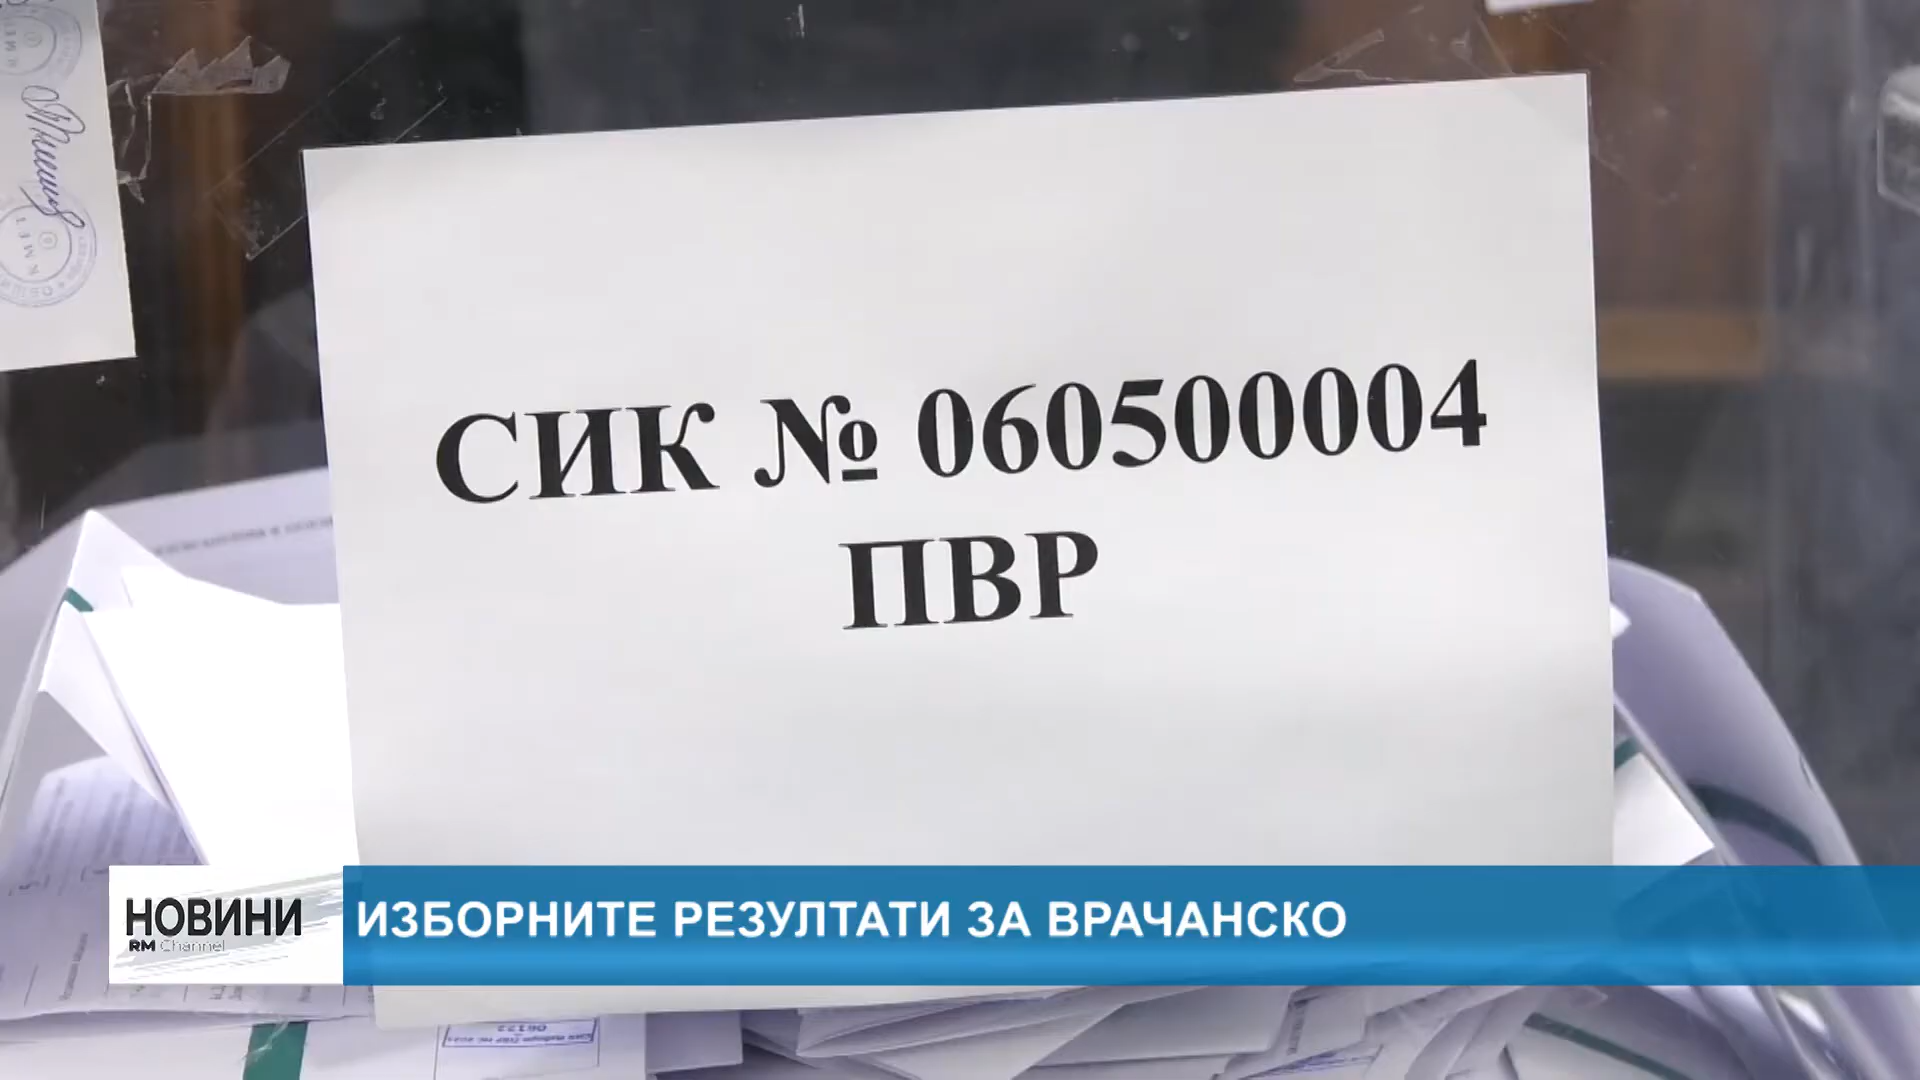 СИК № 060500004
ПВР
НОВИНИ
RM Channel
ИЗБОРНИТЕ РЕЗУЛТАТИ ЗА ВРАЧАНСКО